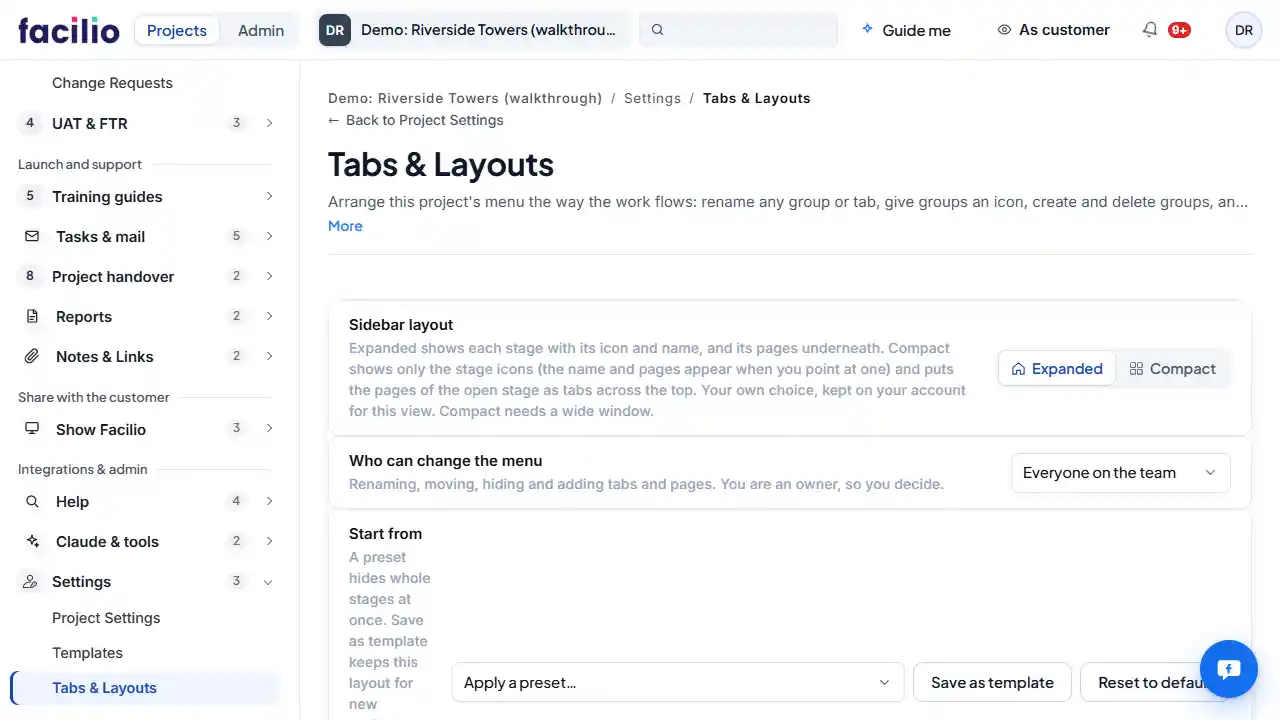 facilio
Projects
Admin
DR
Demo: Riverside Towers (walkthrou...
Guide me
As customer
9+
DR
Change Requests
4 UAT & FTR 3
Launch and support
5 Training guides
Tasks & mail 5
8 Project handover 2
Reports 2
Notes & Links 2
Share with the customer
Show Facilio 3
Integrations & admin
Help 4
Claude & tools 2
Settings 3
Project Settings
Templates
Tabs & Layouts
Demo: Riverside Towers (walkthrough) / Settings / Tabs & Layouts
← Back to Project Settings
Tabs & Layouts
Arrange this project's menu the way the work flows: rename any group or tab, give groups an icon, create and delete groups, an...
More
Sidebar layout
Expanded shows each stage with its icon and name, and its pages underneath. Compact
shows only the stage icons (the name and pages appear when you point at one) and puts
the pages of the open stage as tabs across the top. Your own choice, kept on your account
for this view. Compact needs a wide window.
Expanded
Compact
Who can change the menu
Renaming, moving, hiding and adding tabs and pages. You are an owner, so you decide.
Everyone on the team
Start from
A preset
hides whole
stages at
once. Save
as template
keeps this
layout for
new
Apply a preset...
Save as template
Reset to defau